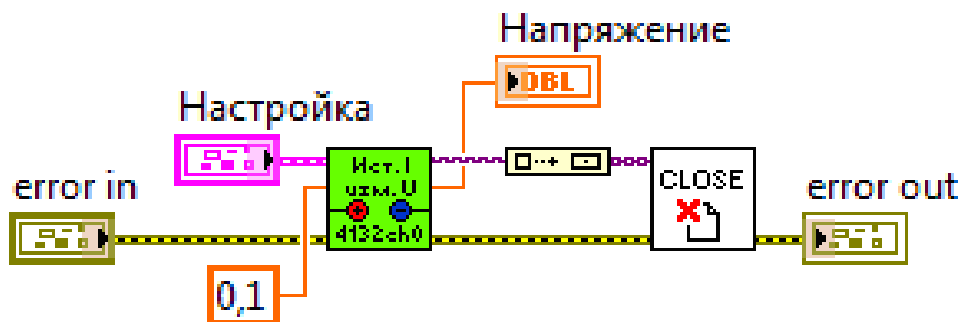 Напряжение
DBL
Настройка
Ист.I
изм.U
4132ch0
CLOSE
error in
error out
0,1